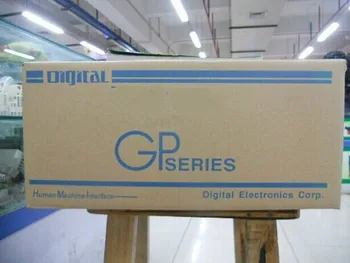 Digital
GP SERIES
Human Machine Interface
Digital Electronics Corp.